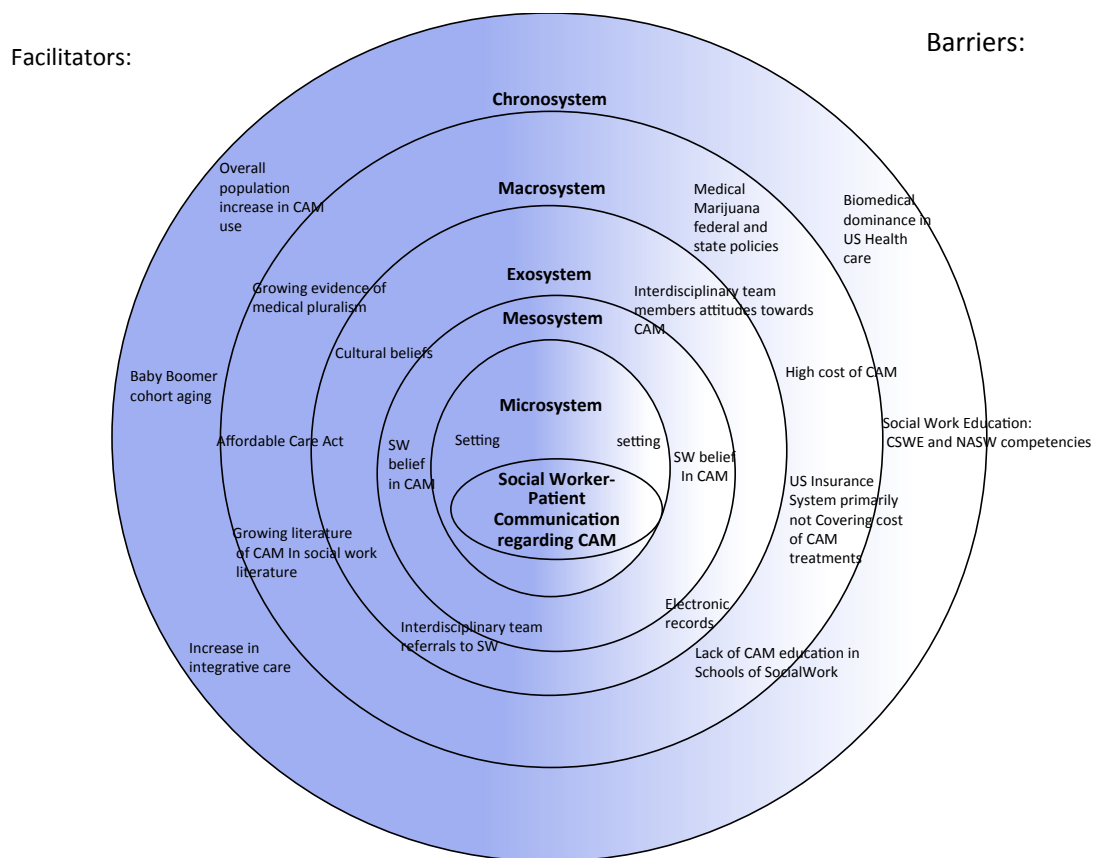 Facilitators:
Barriers:
Chronosystem
Overall
population
increase in CAM
use
Macrosystem
Medical
Marijuana
federal and
state policies
Biomedical
dominance in
US Health
care
Growing evidence of
medical pluralism
Exosystem
Interdisciplinary team
members attitudes towards
CAM
Mesosystem
Cultural beliefs
Baby Boomer
cohort aging
High cost of CAM
Microsystem
Affordable Care Act
SW
belief
in CAM
Setting
setting
SW belief
In CAM
Social Work Education:
CSWE and NASW competencies
Social Worker-
Patient
Communication
regarding CAM
US Insurance
System primarily
not Covering cost
of CAM
treatments
Growing literature
of CAM In social work
literature
Electronic
records
Interdisciplinary team
referrals to SW
Increase in
integrative care
Lack of CAM education in
Schools of SocialWork